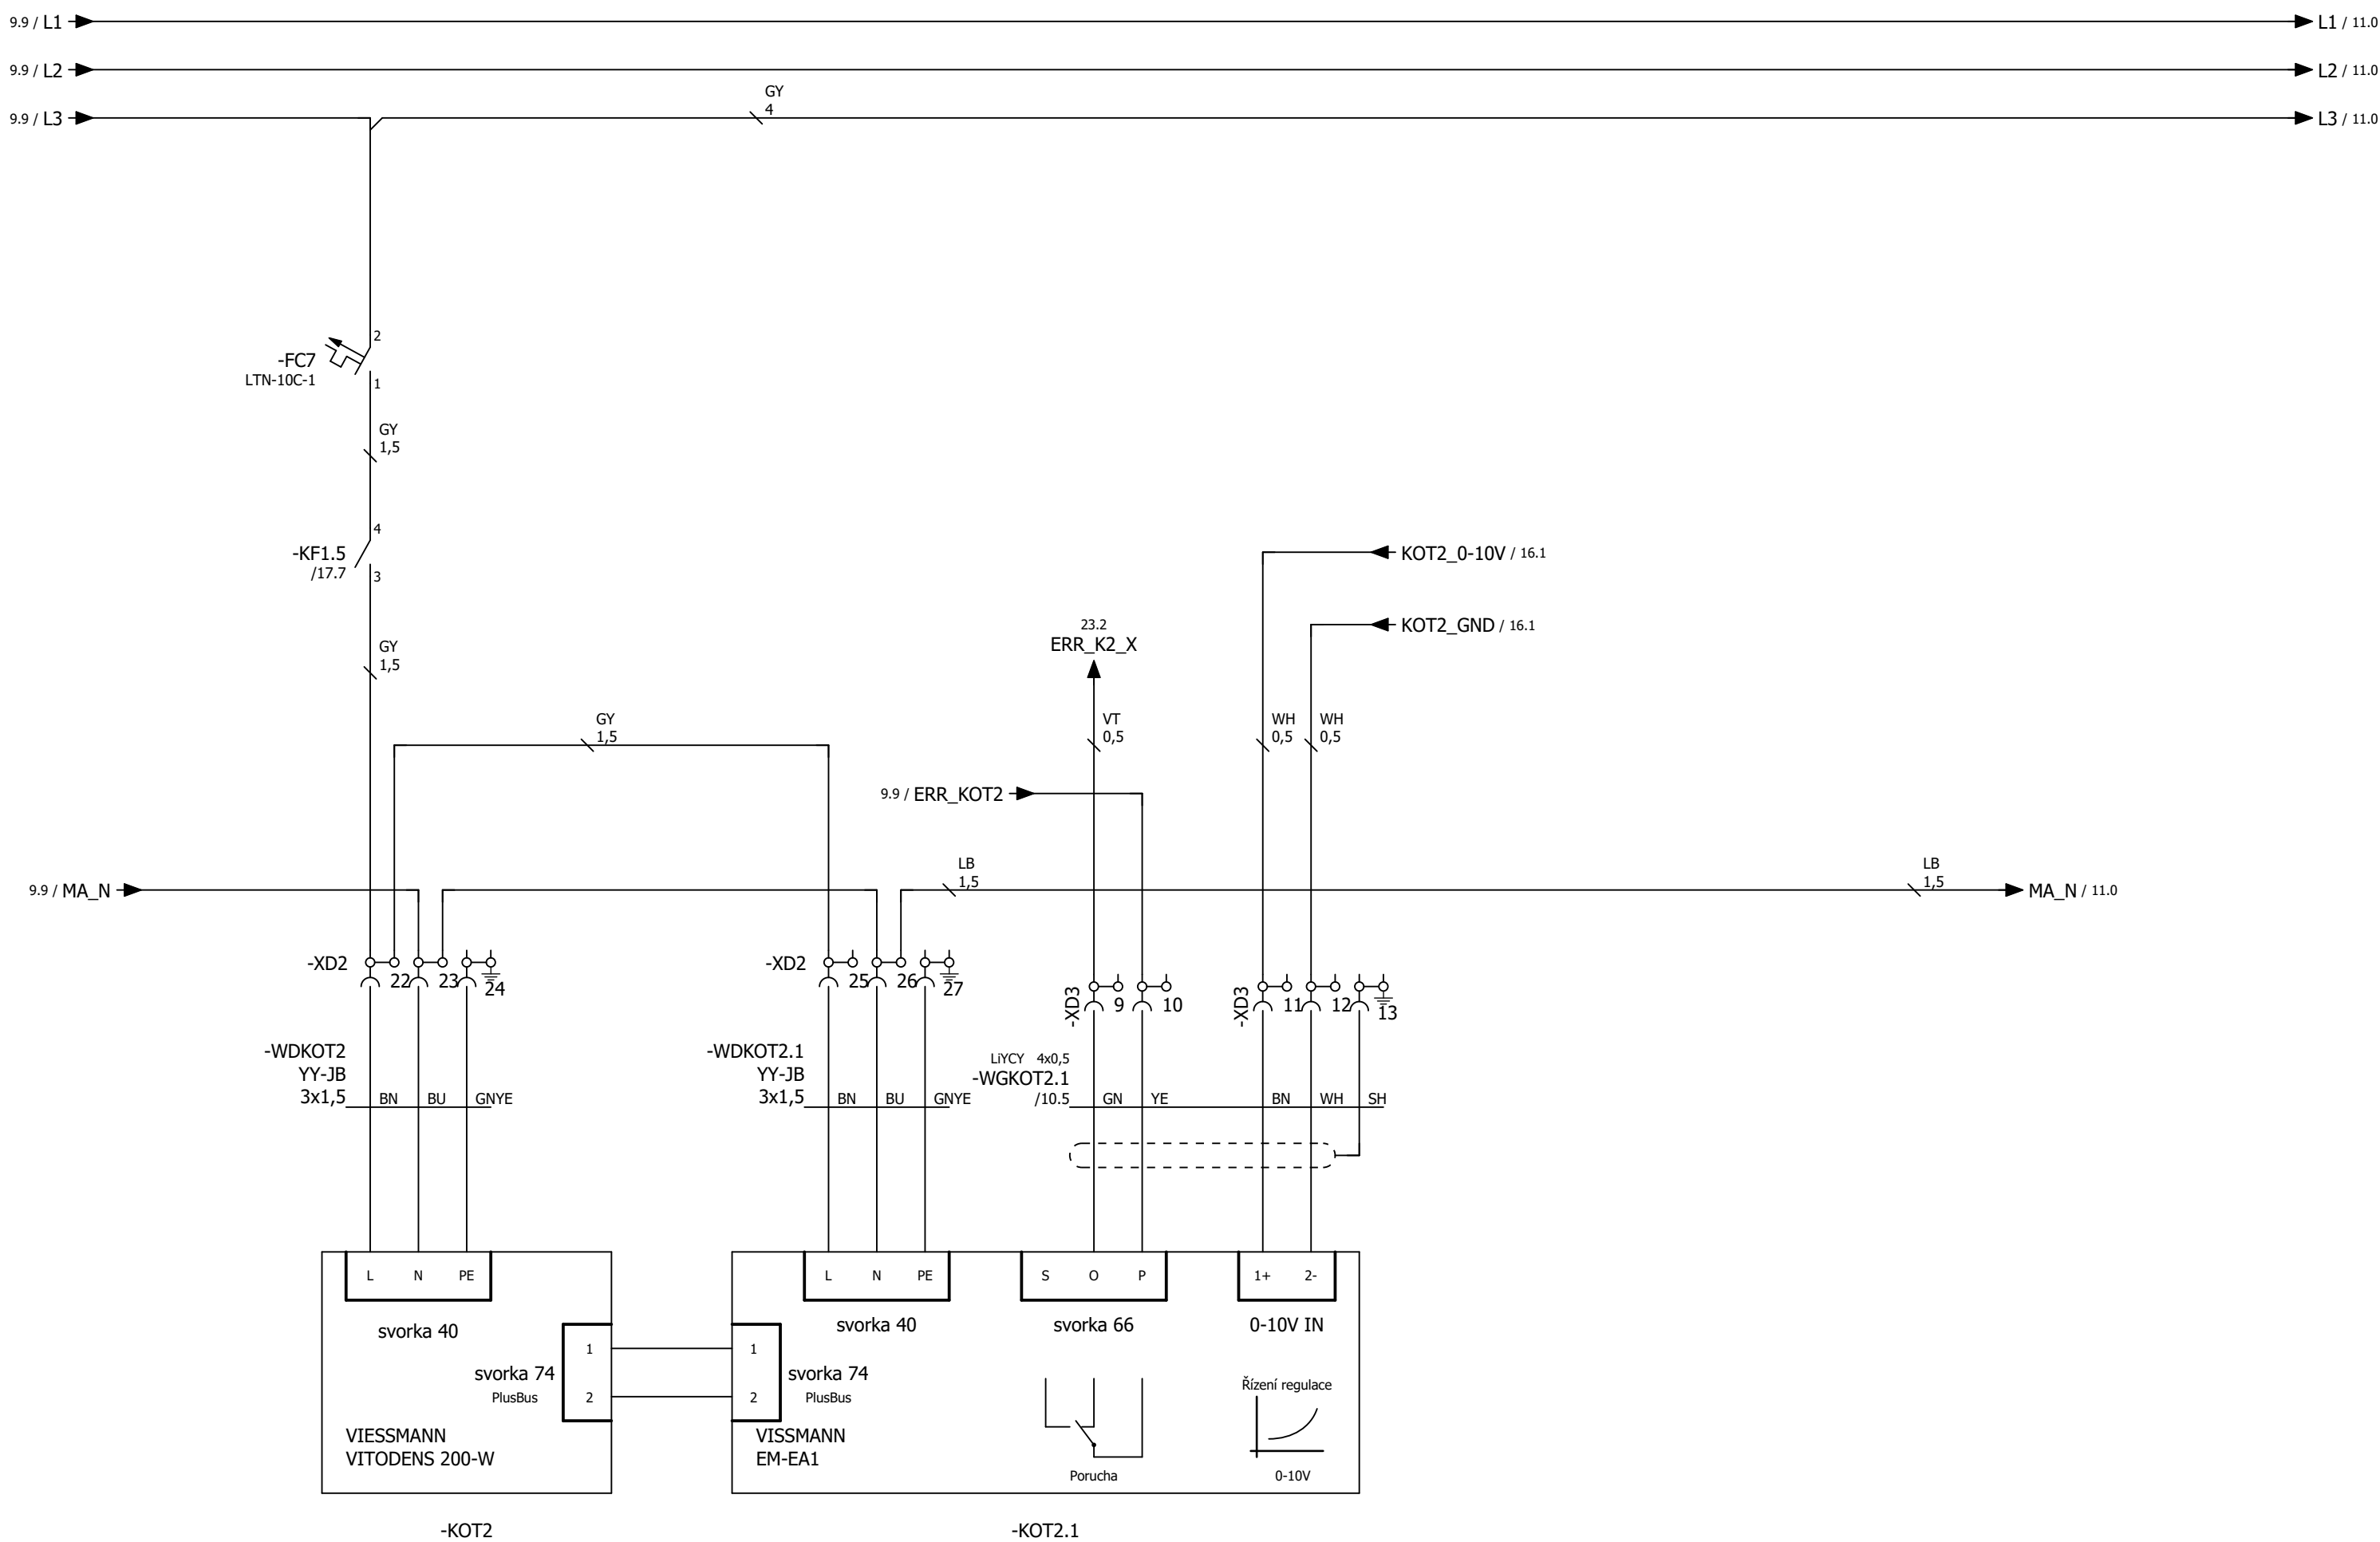 9.9 / L1
L1 / 11.0
9.9 / L2
L2 / 11.0
GY
4
9.9 / L3
L3 / 11.0
2
-FC7
LTN-10C-1
1
GY
1,5
4
-KF1.5
/17.7
3
KOT2_0-10V / 16.1
23.2
ERR_K2_X
KOT2_GND / 16.1
GY
1,5
GY
1,5
VT
0,5
WH
0,5
WH
0,5
9.9 / ERR_KOT2
LB
1,5
LB
1,5
9.9 / MA_N
MA_N / 11.0
-XD2
22
23
24
-XD2
25
26
27
-XD3
9
10
-XD3
11
12
13
-WDKOT2
YY-JB
3x1,5
BN
BU
GNYE
-WDKOT2.1
YY-JB
3x1,5
BN
BU
GNYE
LiYCY 4x0,5
-WGKOT2.1
/10.5
GN
YE
BN
WH
SH
L
N
PE
L
N
PE
S
O
P
1+
2-
svorka 40
svorka 40
svorka 66
0-10V IN
1
1
svorka 74
PlusBus
svorka 74
PlusBus
2
2
Řízení regulace
VIESSMANN
VITODENS 200-W
VISSMANN
EM-EA1
Porucha
0-10V
-KOT2
-KOT2.1